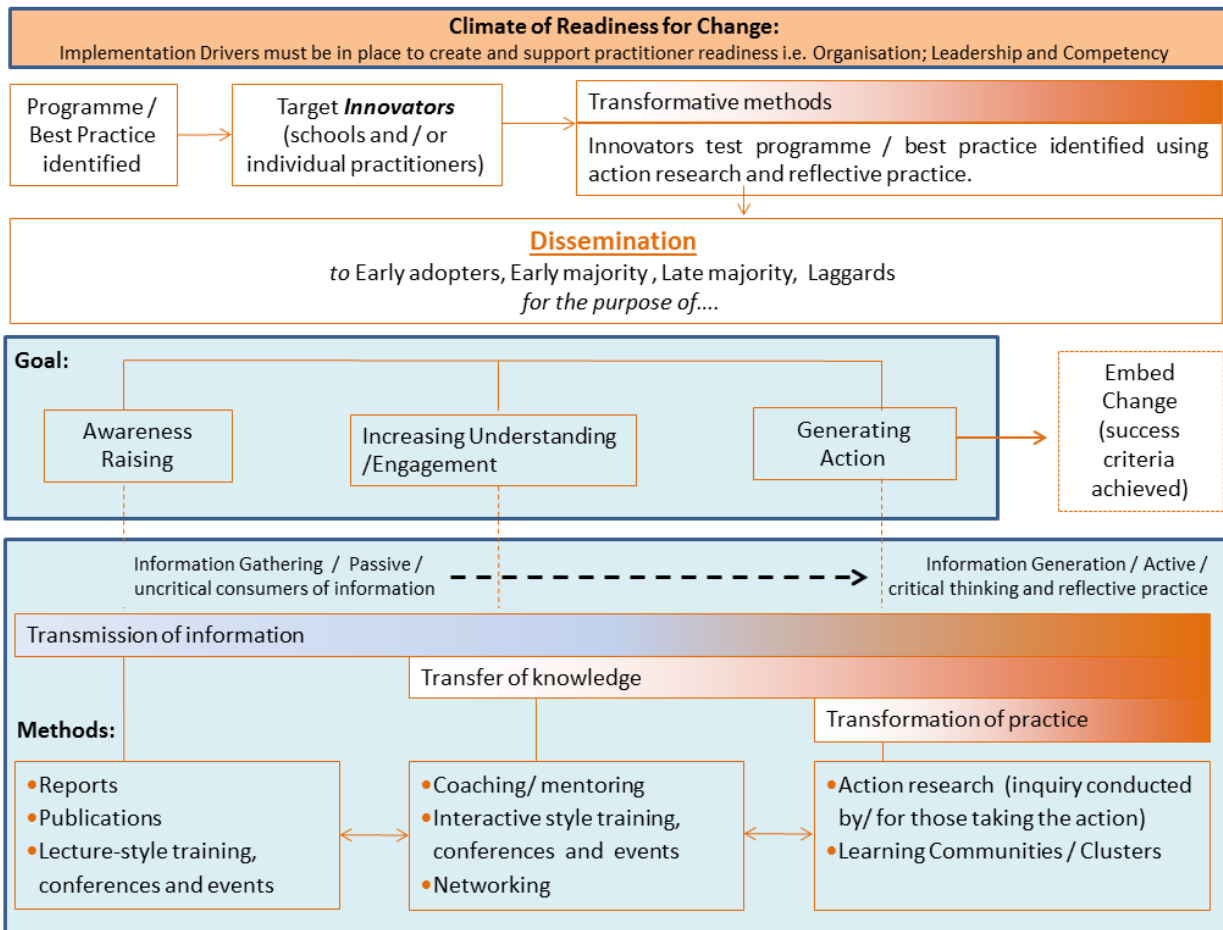 Climate of Readiness for Change:
Implementation Drivers must be in place to create and support practitioner readiness i.e. Organisation; Leadership and Competency
Programme /
Best Practice
identified
Target Innovators
(schools and / or
individual practitioners)
Transformative methods
Innovators test programme / best practice identified using
action research and reflective practice.
Dissemination
to Early adopters, Early majority , Late majority, Laggards
for the purpose of....
Goal:
Awareness
Raising
Increasing Understanding
/Engagement
Generating
Action
Embed
Change
(success
criteria
achieved)
Information Gathering / Passive /
uncritical consumers of information
Information Generation / Active /
critical thinking and reflective practice
Transmission of information
Transfer of knowledge
Transformation of practice
Methods:
•Reports
•Publications
•Lecture-style training,
conferences and events
•Coaching/ mentoring
•Interactive style training,
conferences and events
•Networking
•Action research (inquiry conducted
by/ for those taking the action)
•Learning Communities / Clusters